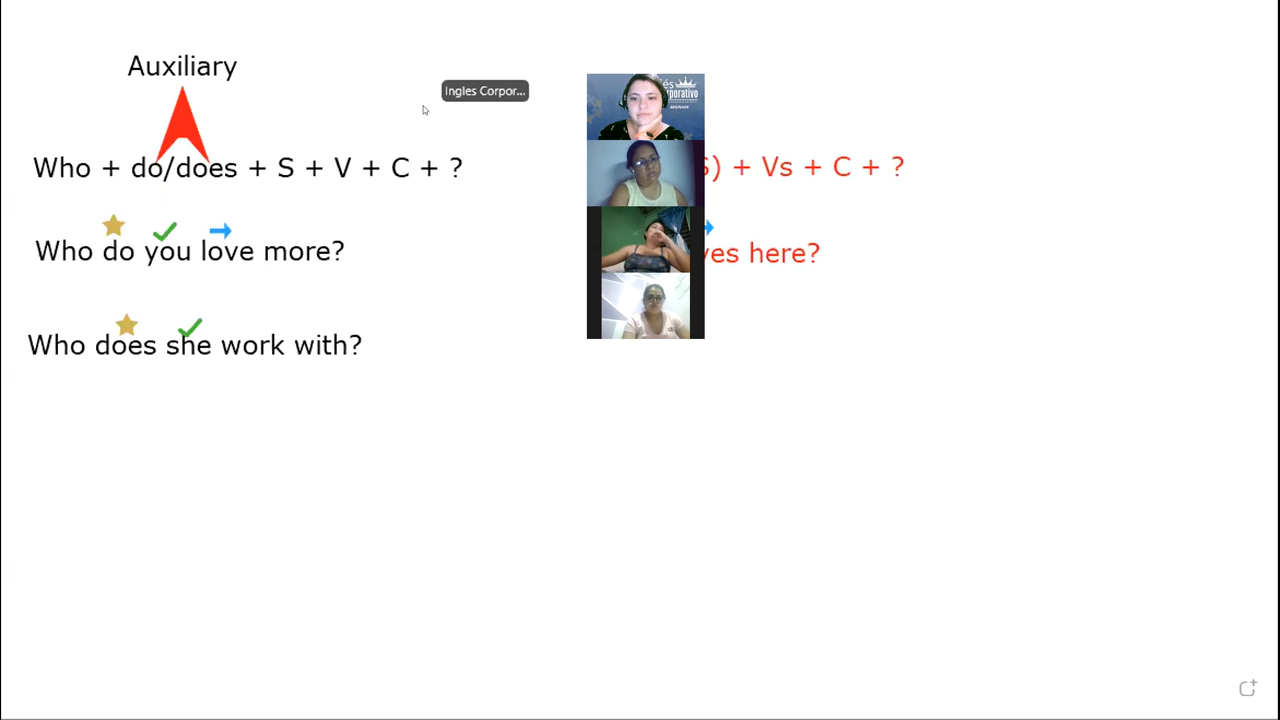 Auxiliary
Ingles Corpor...
Who + do/does + S + V + C + ?
S) + Vs + C + ?
Who do you love more?
ves here?
Who does she work with?